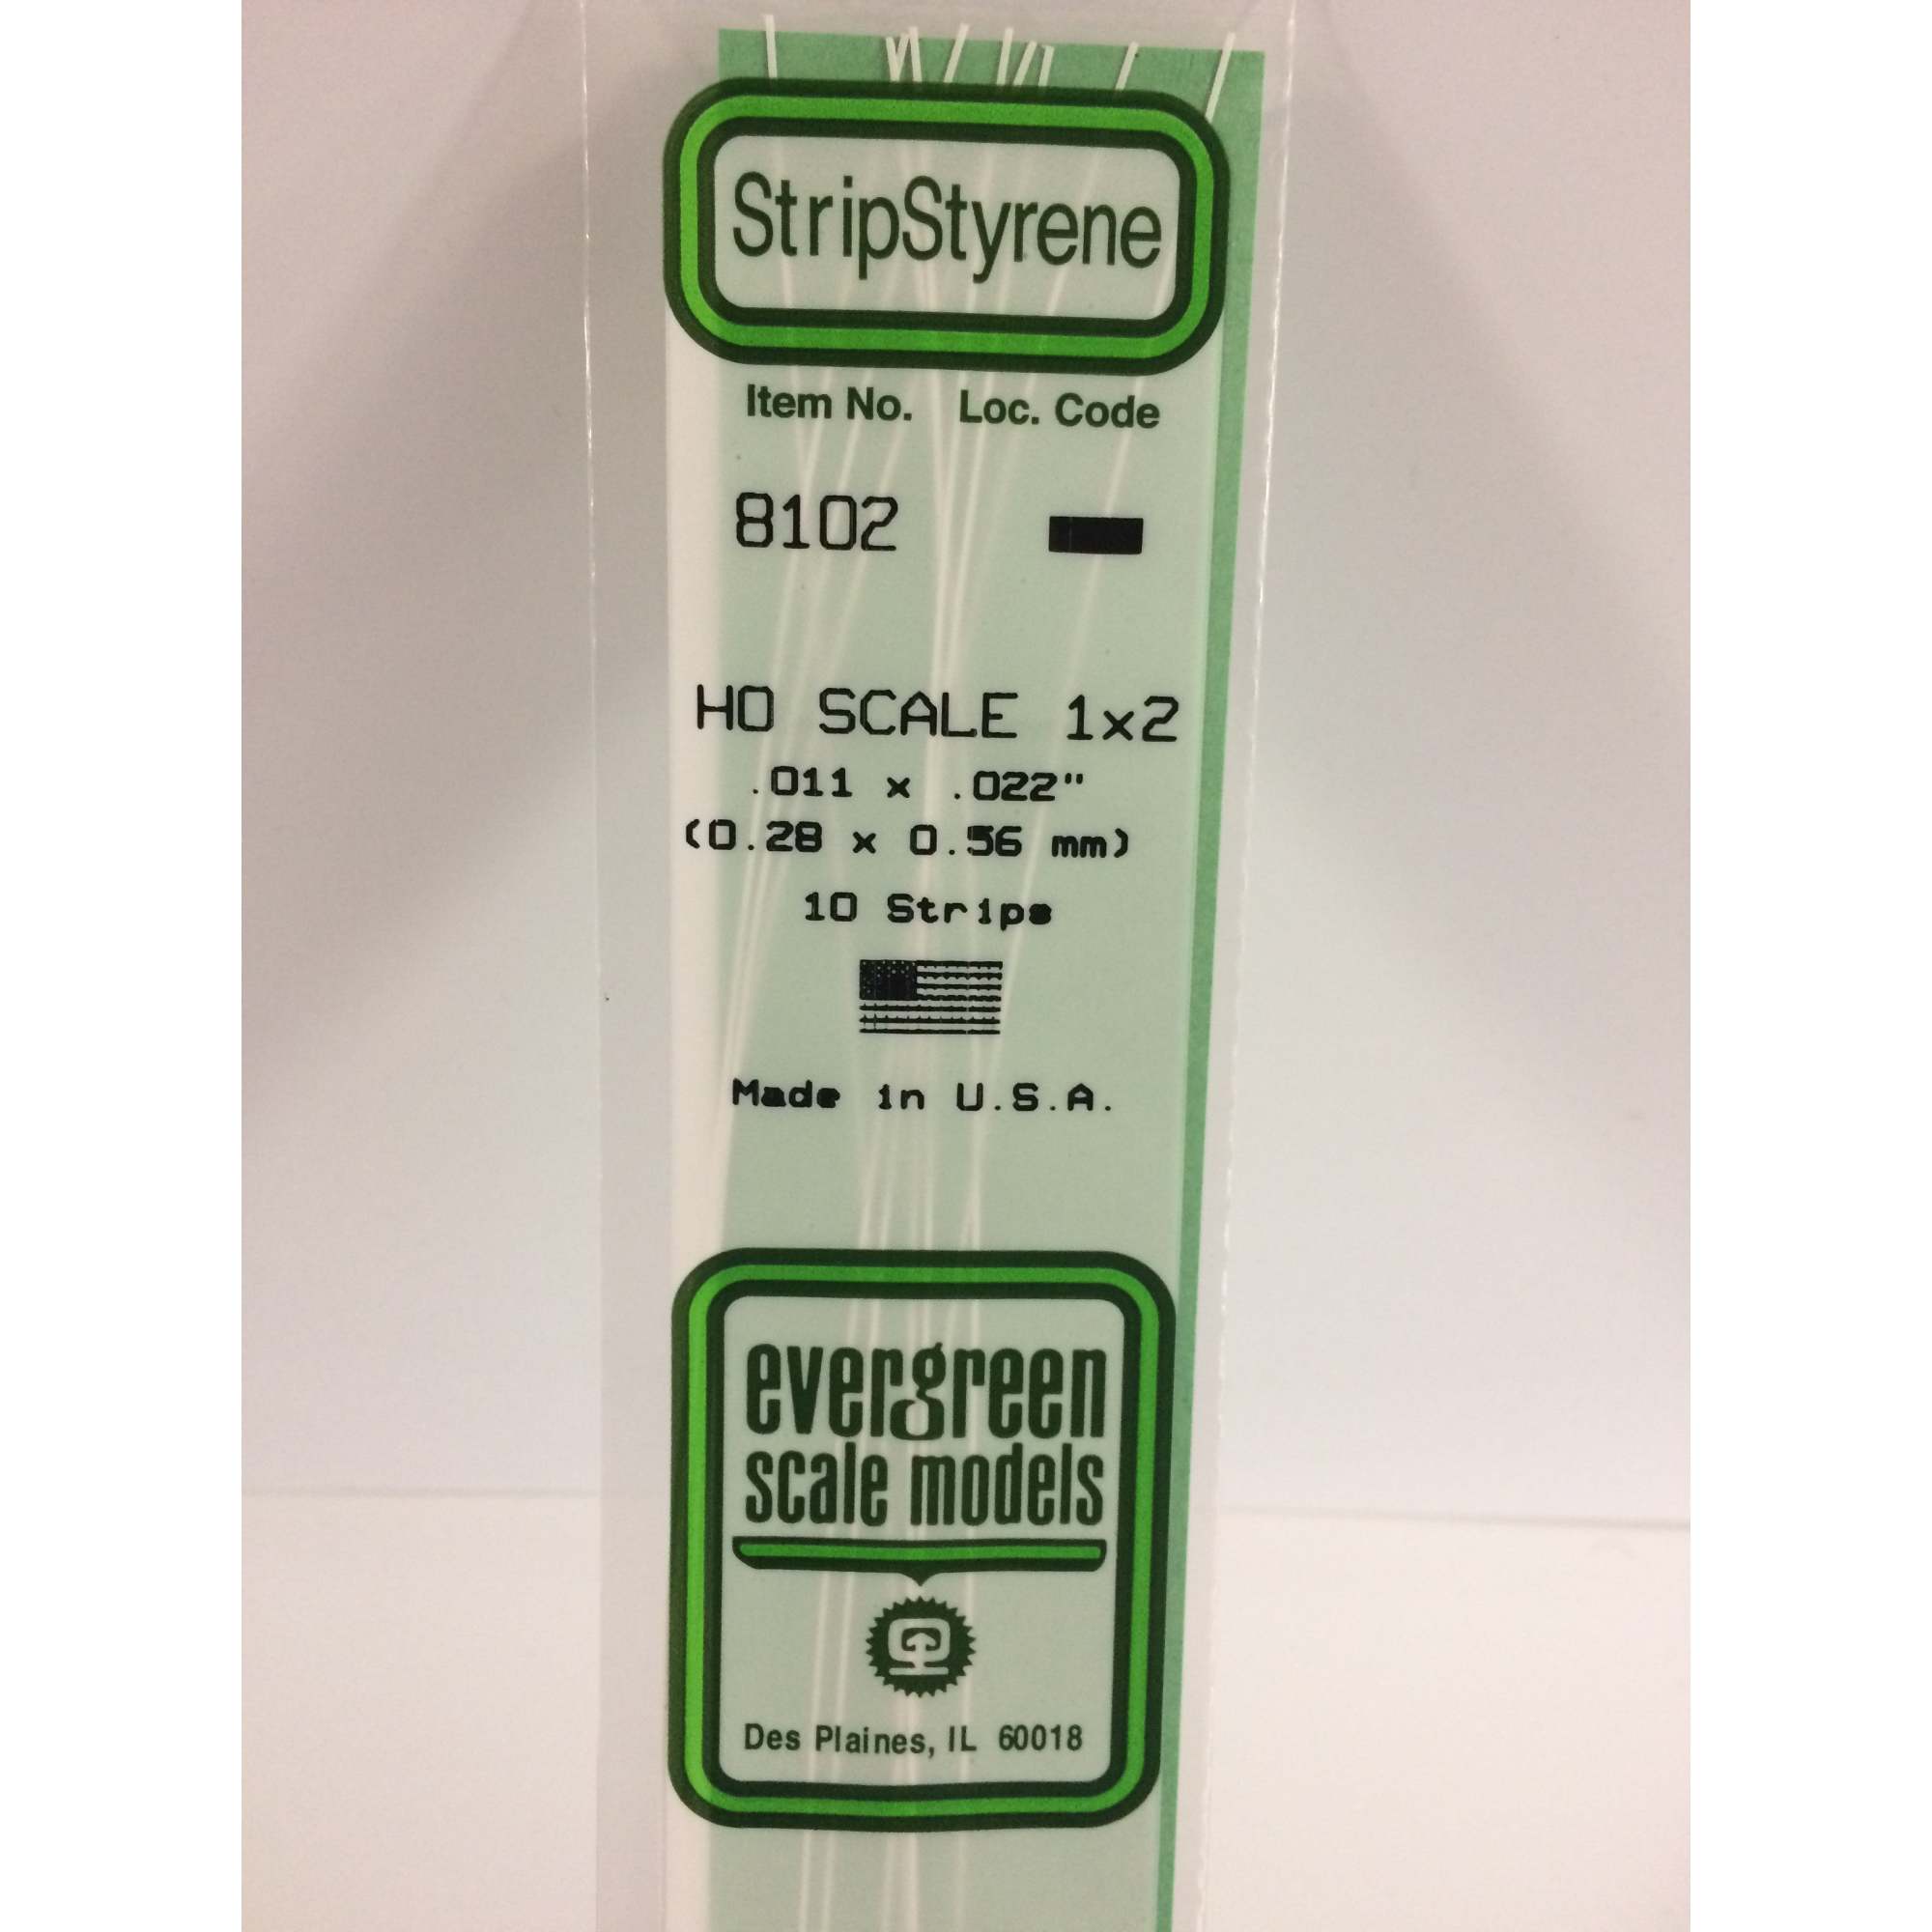 StripStyrene
Item No. Loc. Code
8102
HO SCALE 1x2
.011 x .022"
(0.28 x 0.56 mm)
10 Strips
Made in U.S.A.
evergreen
scale models
Des Plaines, IL 60018